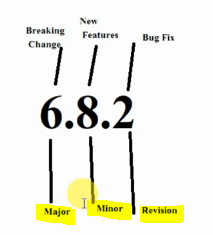 New
Features
Breaking
Change
Bug Fix
6.8.2
Major
Minor
Revision